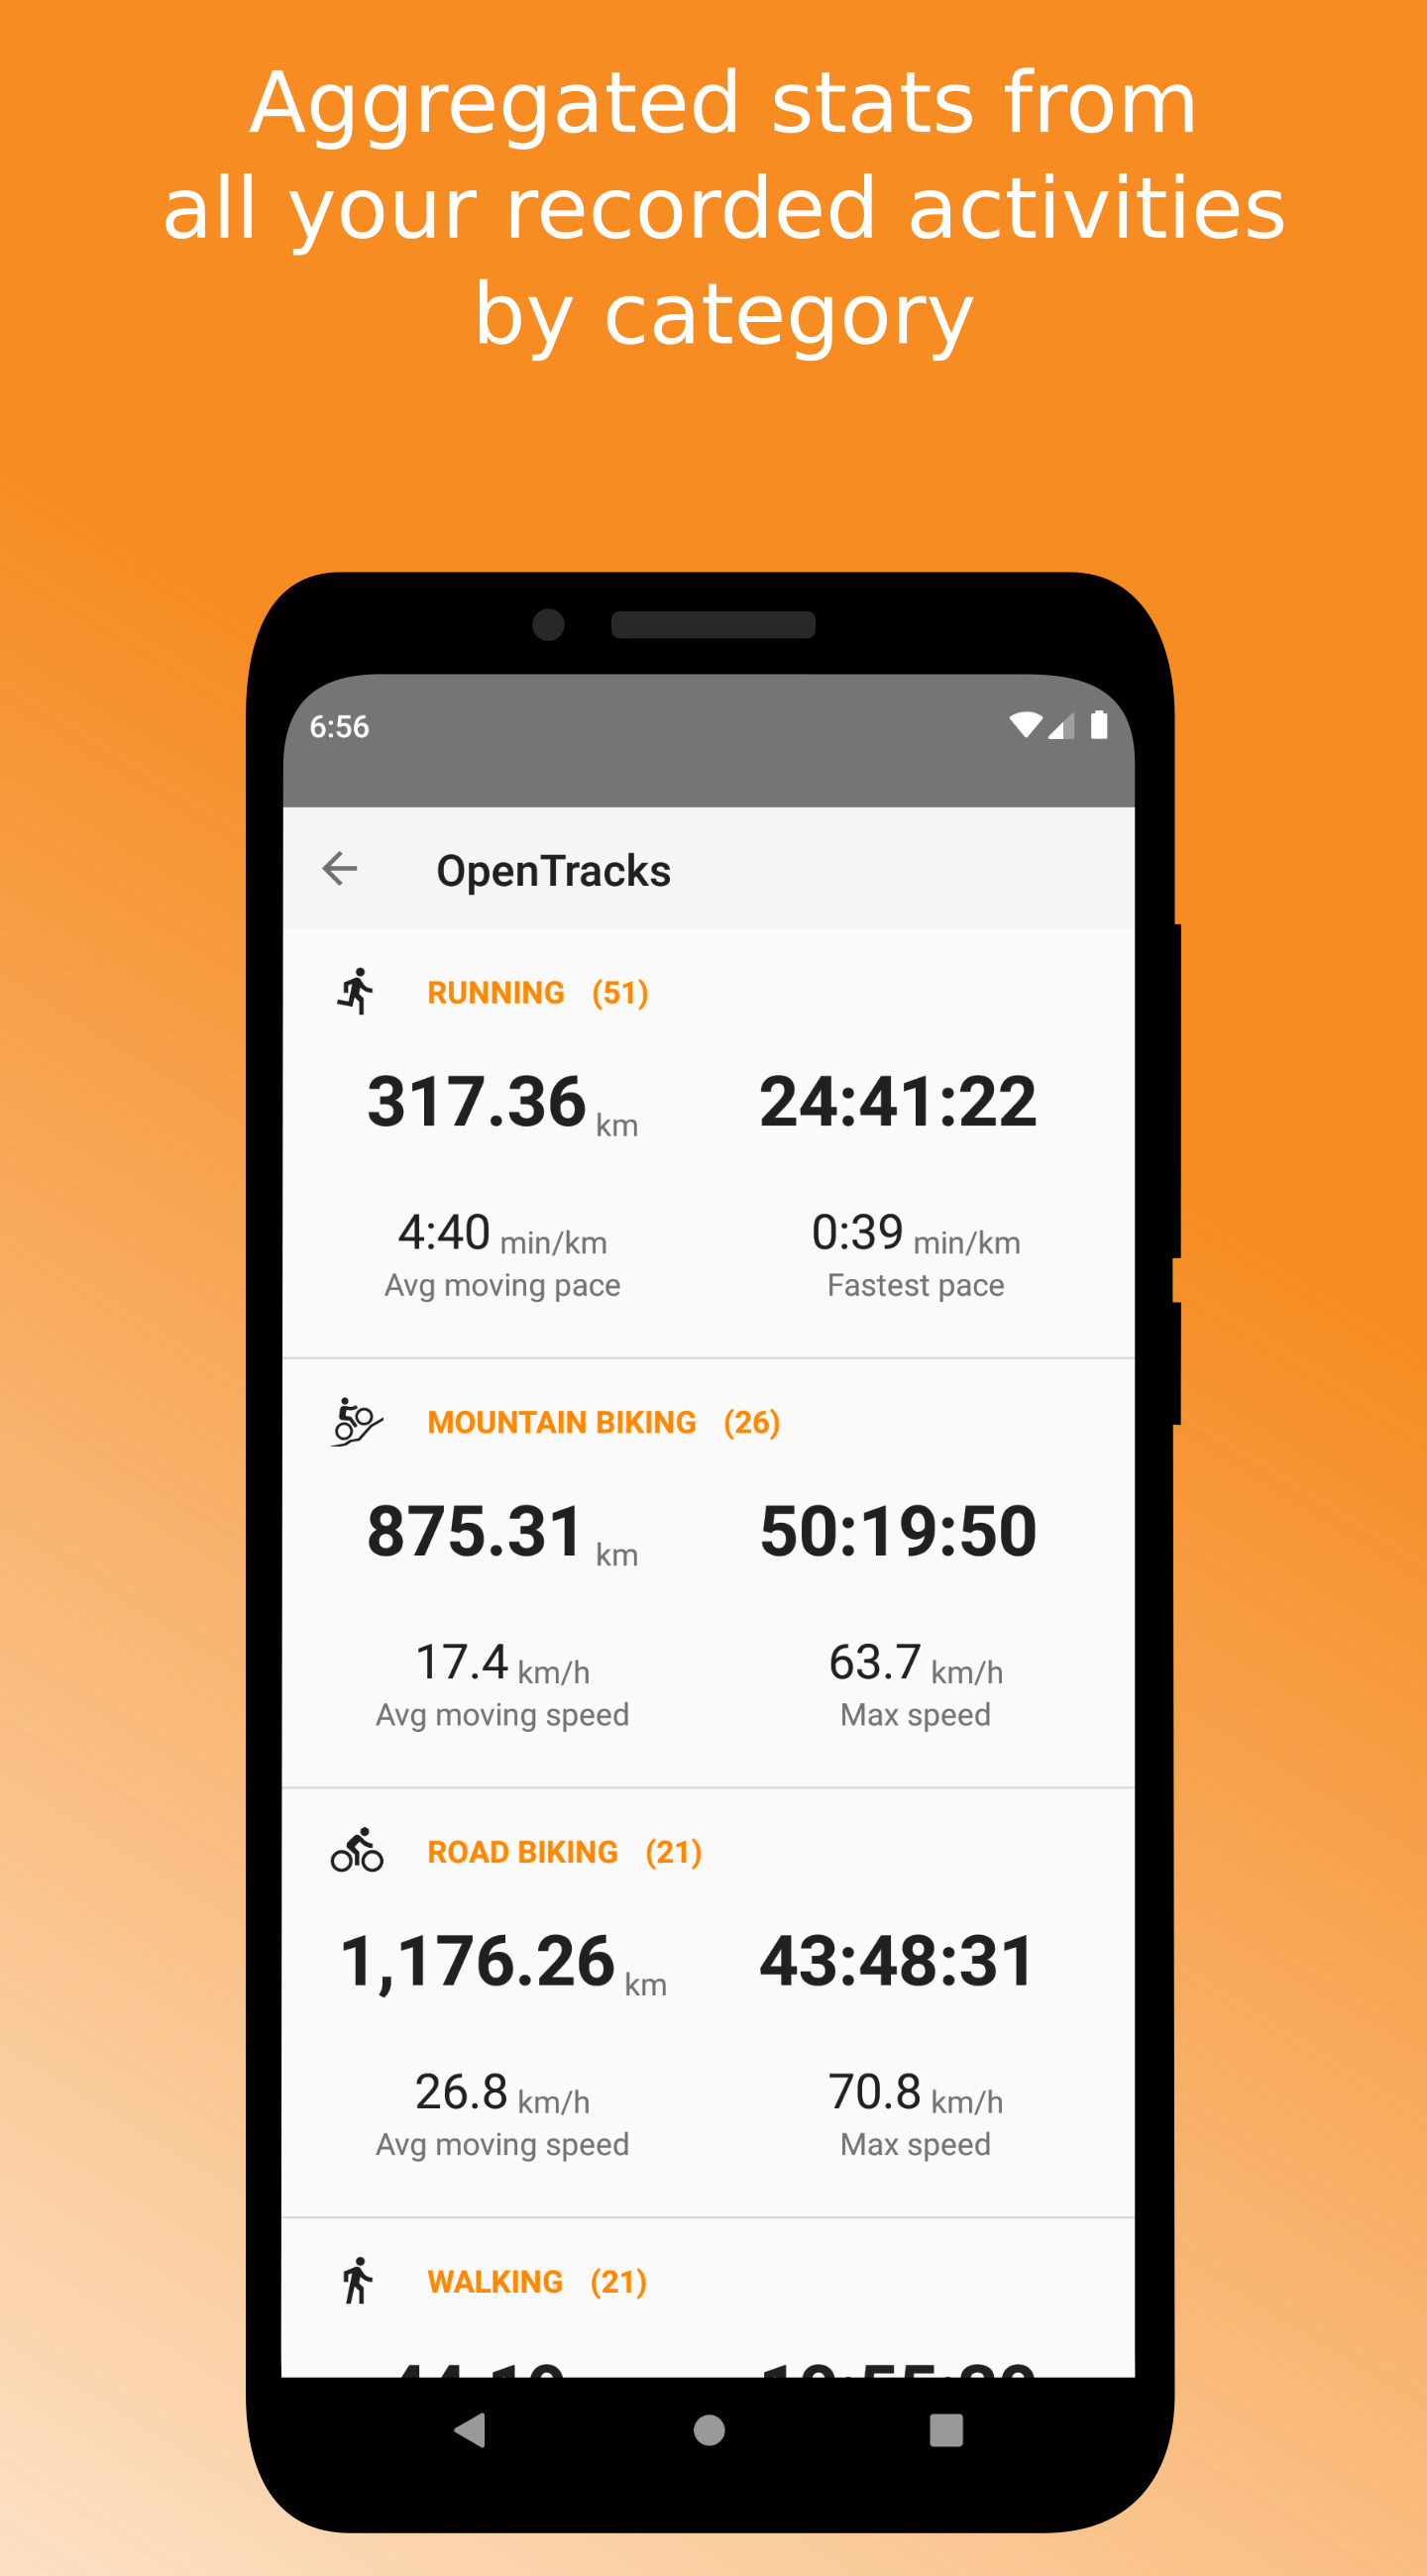 Aggregated stats from
all your recorded activities
by category
6:56
OpenTracks
RUNNING (51)
317.36 km 24:41:22
4:40 min/km 0:39 min/km
Avg moving pace Fastest pace
MOUNTAIN BIKING (26)
875.31 km 50:19:50
17.4 km/h 63.7 km/h
Avg moving speed Max speed
ROAD BIKING (21)
1,176.26 km 43:48:31
26.8 km/h 70.8 km/h
Avg moving speed Max speed
WALKING (21)